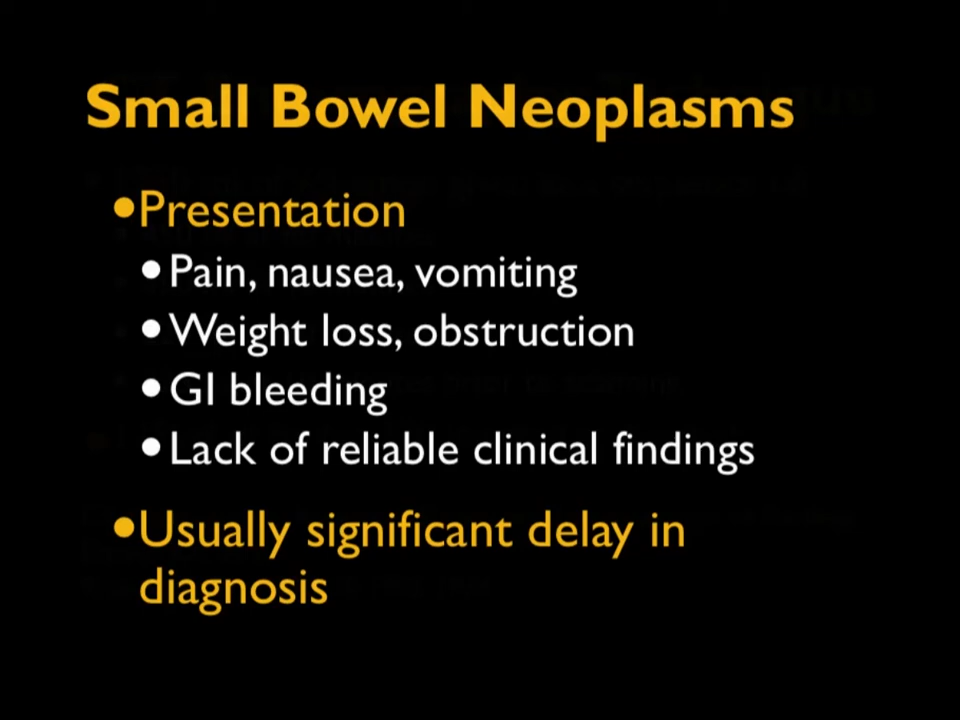 Small Bowel Neoplasms
•Presentation
•Pain, nausea, vomiting
•Weight loss, obstruction
•GI bleeding
•Lack of reliable clinical findings
•Usually significant delay in
diagnosis